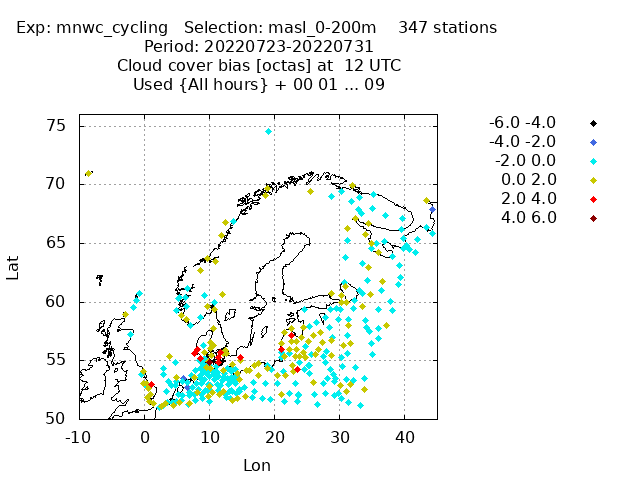 Exp: mnwc_cycling   Selection: masl_0-200m    347 stations
Period: 20220723-20220731
Cloud cover bias [octas] at  12 UTC
Used {All hours} + 00 01 ... 09
75
70
65
60
55
50
-10 0 10 20 30 40
Lat
Lon
-6.0 -4.0
-4.0 -2.0
-2.0 0.0
0.0 2.0
2.0 4.0
4.0 6.0